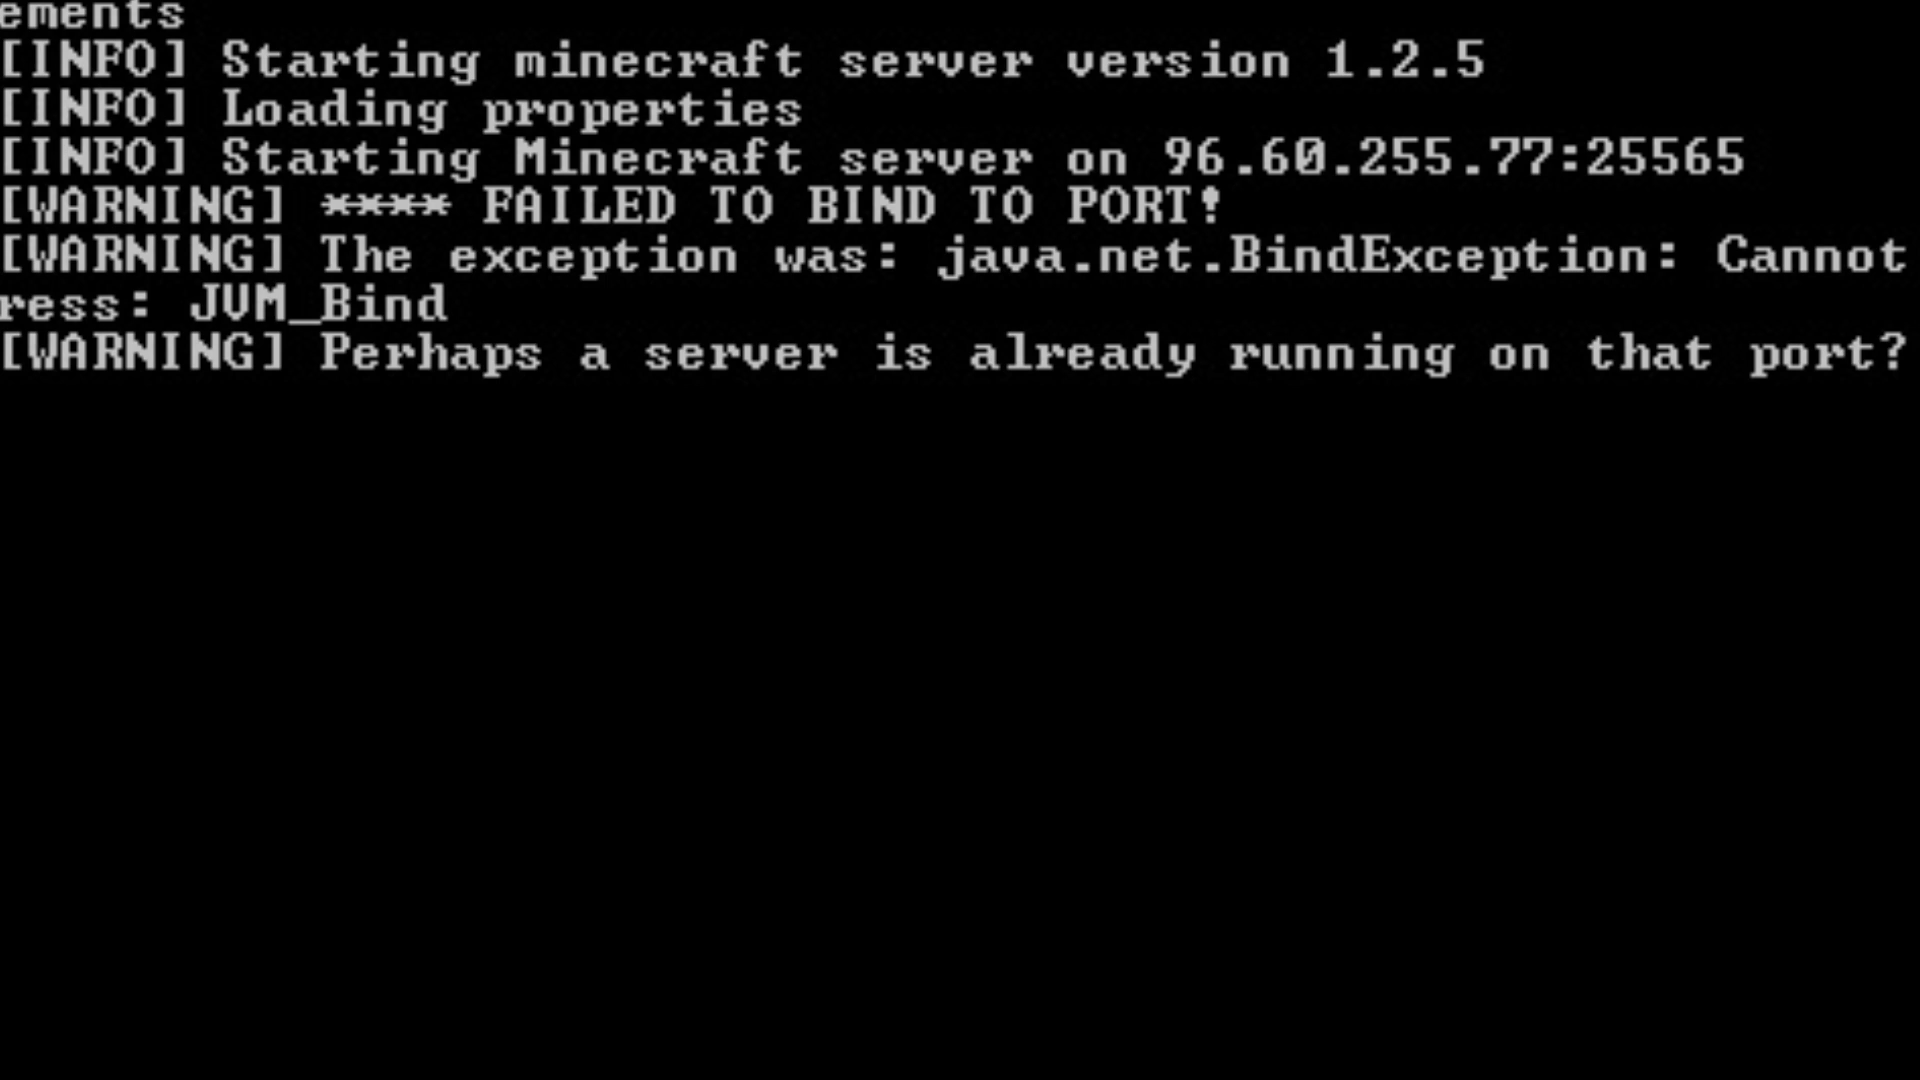 ements
[INFO] Starting minecraft server version 1.2.5
[INFO] Loading properties
[INFO] Starting Minecraft server on 96.60.255.77:25565
[WARNING] **** FAILED TO BIND TO PORT!
[WARNING] The exception was: java.net.BindException: Cannot
ress: JVM_Bind
[WARNING] Perhaps a server is already running on that port?